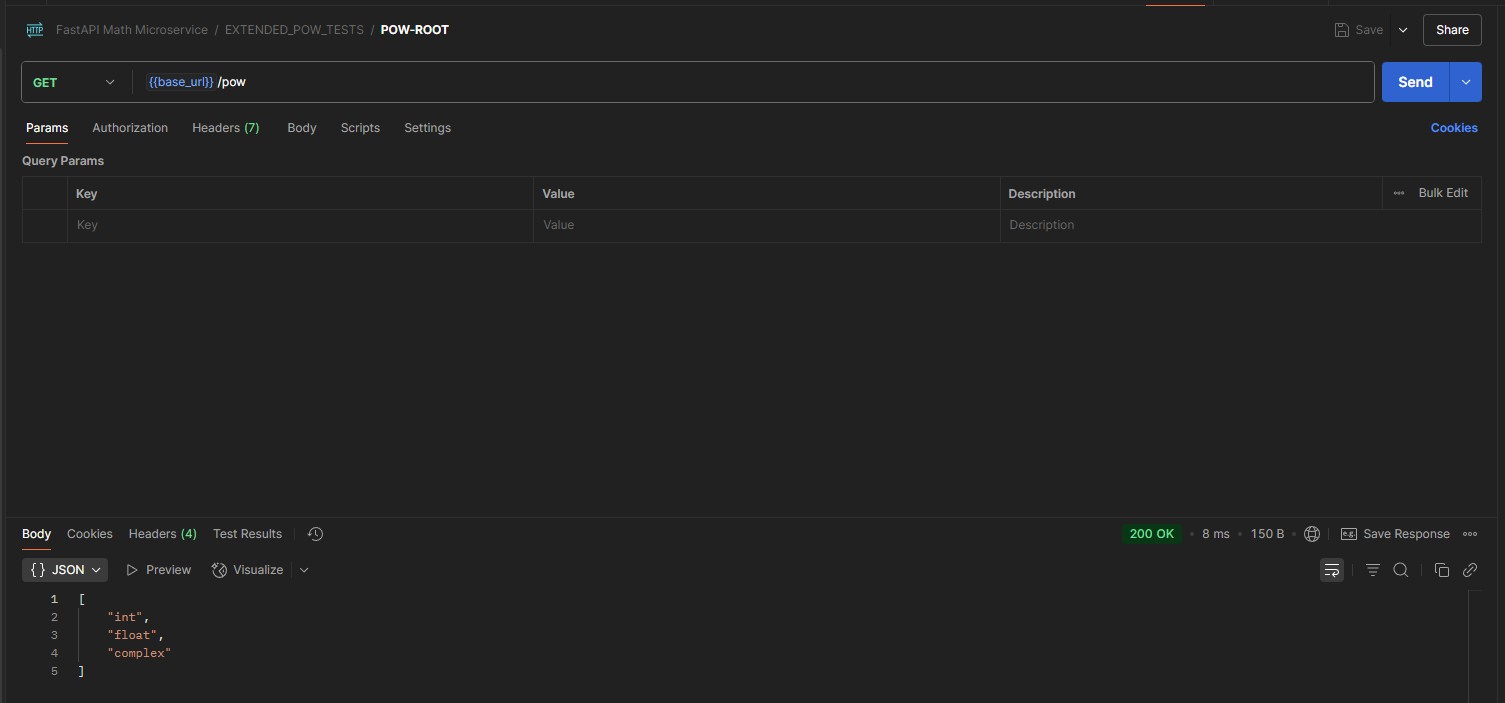 HTTP FastAPI Math Microservice / EXTENDED_POW_TESTS / POW-ROOT Save Share
GET {{base_url}} /pow Send
Params Authorization Headers (7) Body Scripts Settings Cookies
Query Params
Key Value Description ••• Bulk Edit
Key Value Description
Body Cookies Headers (4) Test Results 200 OK • 8 ms • 150 B • e.g. Save Response •••
{} JSON Preview Visualize
1 [
2 "int",
3 "float",
4 "complex"
5 ]